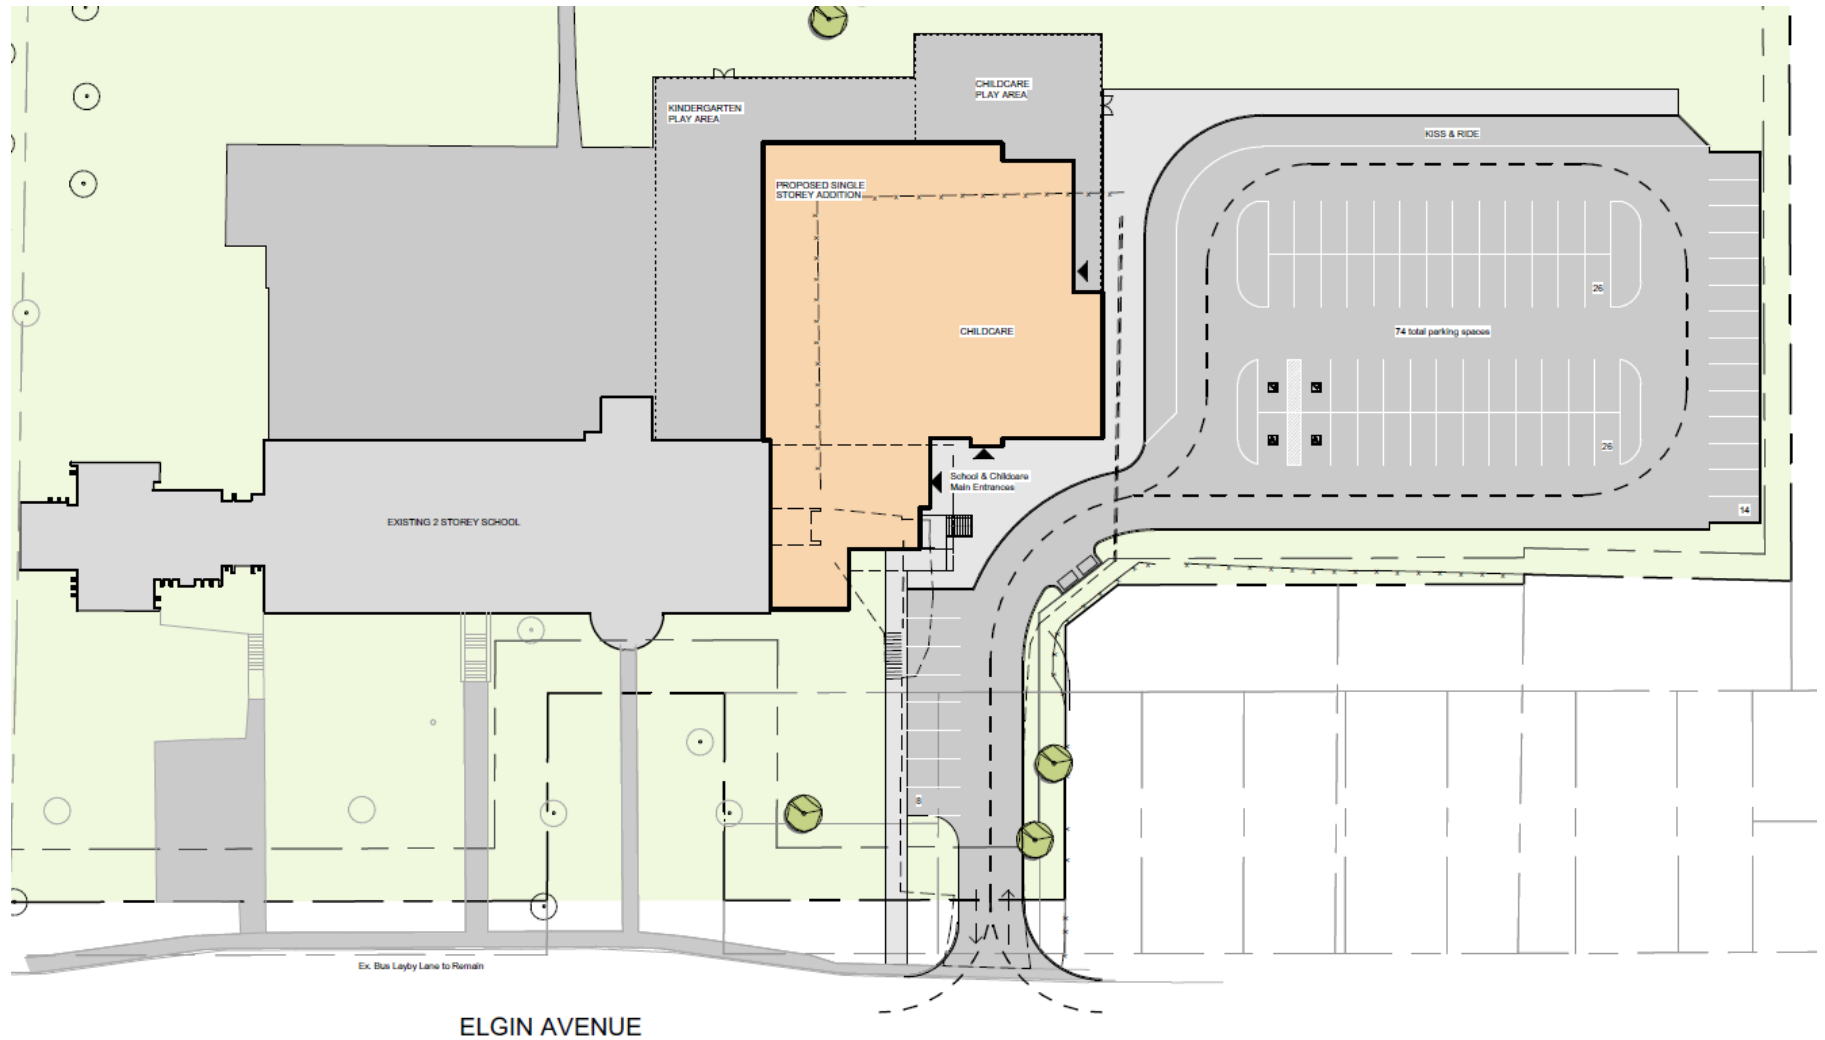 CHILDCARE
PLAY AREA
KINDERGARTEN
PLAY AREA
KISS & RIDE
PROPOSED SINGLE
STOREY ADDITION
26
CHILDCARE
74 total parking spaces
26
School & Childcare
Main Entrances
14
EXISTING 2 STOREY SCHOOL
8
Ex. Bus Layby Lane to Remain
ELGIN AVENUE